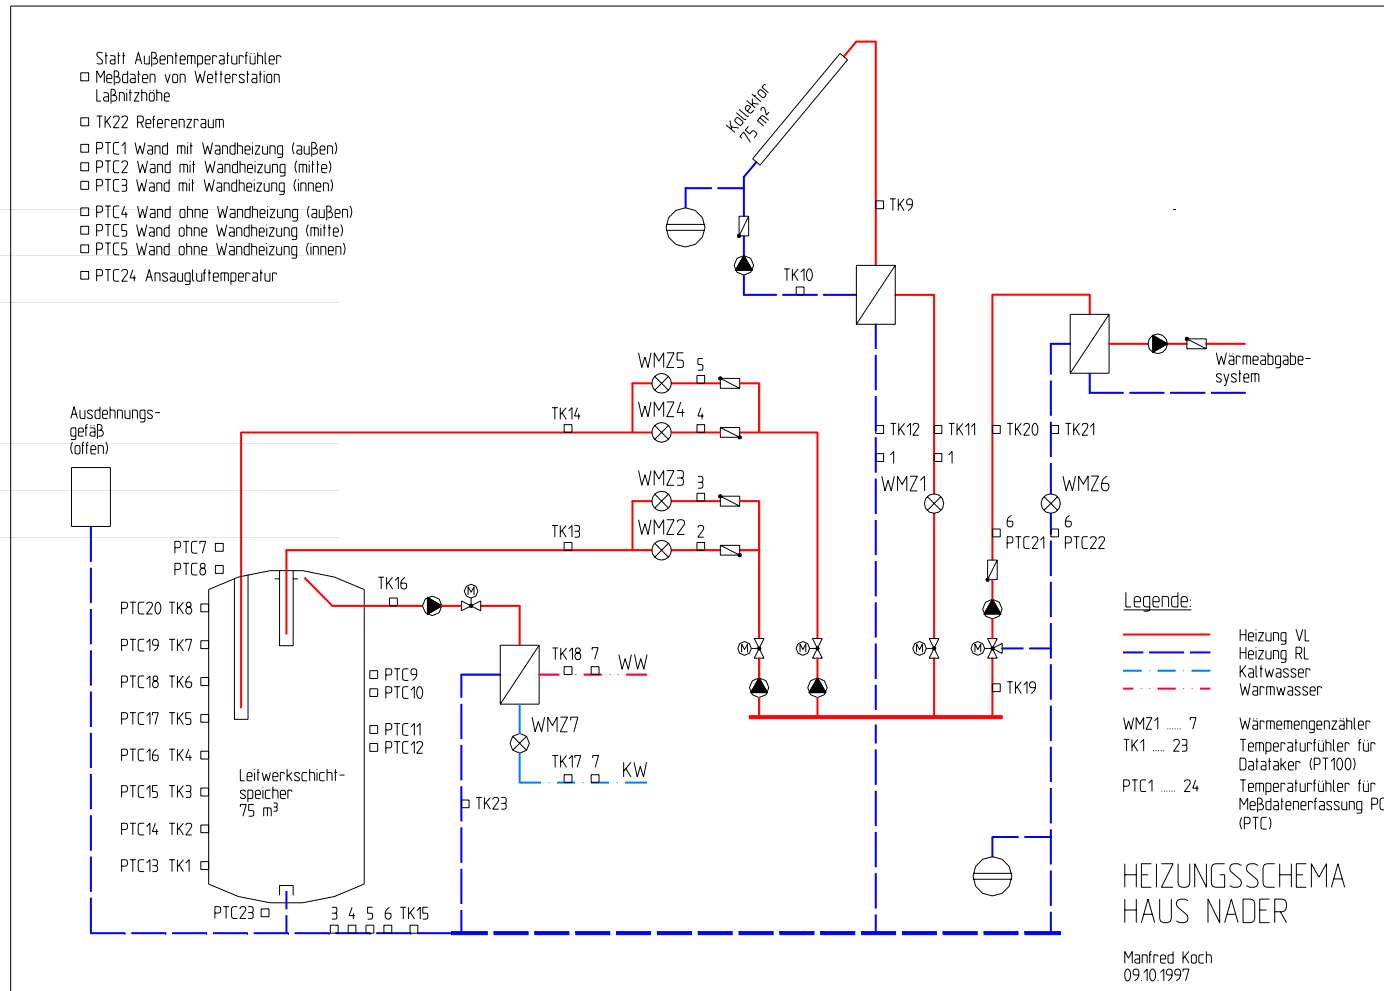 Statt Außentemperaturfühler
Meßdaten von Wetterstation
Laßnitzhöhe
TK22 Referenzraum
PTC1 Wand mit Wandheizung (außen)
PTC2 Wand mit Wandheizung (mitte)
PTC3 Wand mit Wandheizung (innen)
PTC4 Wand ohne Wandheizung (außen)
PTC5 Wand ohne Wandheizung (mitte)
PTC5 Wand ohne Wandheizung (innen)
PTC24 Ansaugluftemperatur
Kollektor
75 m²
TK9
TK10
WMZ5 5
WMZ4 4
TK14
WMZ3 3
WMZ2 2
TK13
TK12
1
TK11
1
WMZ1
TK20
TK21
WMZ6
6
PTC21
6
PTC22
Wärmeabgabe-
system
Ausdehnungs-
gefäß
(offen)
PTC7
PTC8
PTC20 TK8
PTC19 TK7
PTC18 TK6
PTC17 TK5
PTC16 TK4
PTC15 TK3
PTC14 TK2
PTC13 TK1
PTC23
Leitwerkschicht-
speicher
75 m³
TK16
M
PTC9
PTC10
PTC11
PTC12
TK18 7 WW
WMZ7
TK17 7 KW
TK23
3 4 5 6 TK15
M
M
M
M
TK19
Legende:
Heizung VL
Heizung RL
Kaltwasser
Warmwasser
WMZ1 ...... 7 Wärmemengenzähler
TK1 .... 23 Temperaturfühler für
Datataker (PT100)
PTC1 ..... 24 Temperaturfühler für
Meßdatenerfassung PC
(PTC)
HEIZUNGSSCHEMA
HAUS NADER
Manfred Koch
09.10.1997